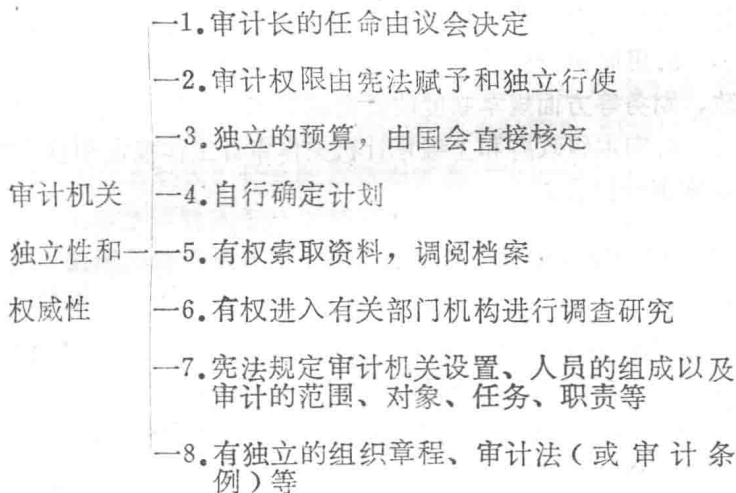 1.审计长的任命由议会决定
2.审计权限由宪法赋予和独立行使
3.独立的预算，由国会直接核定
审计机关
4.自行确定计划
独立性和
5.有权索取资料，调阅档案
权威性
6.有权进入有关部门机构进行调查研究
7.宪法规定审计机关设置、人员的组成以及
审计的范围、对象、任务、职责等
8.有独立的组织章程、审计法（或审计条
例）等